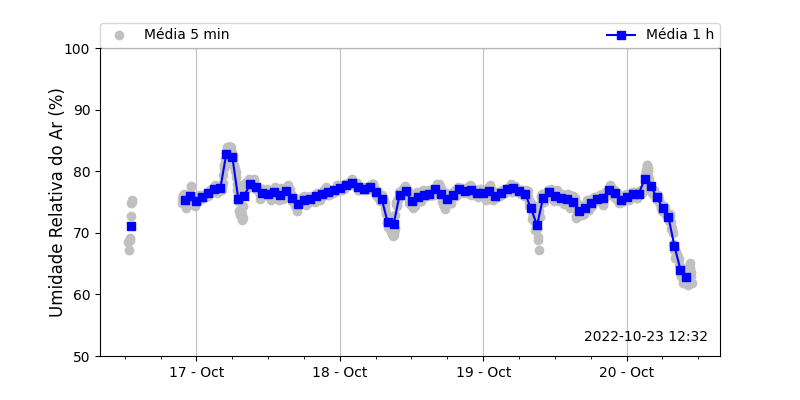 Média 5 min
Média 1 h
Umidade Relativa do Ar (%)
100
90
80
70
60
50
2022-10-23 12:32
17 - Oct
18 - Oct
19 - Oct
20 - Oct